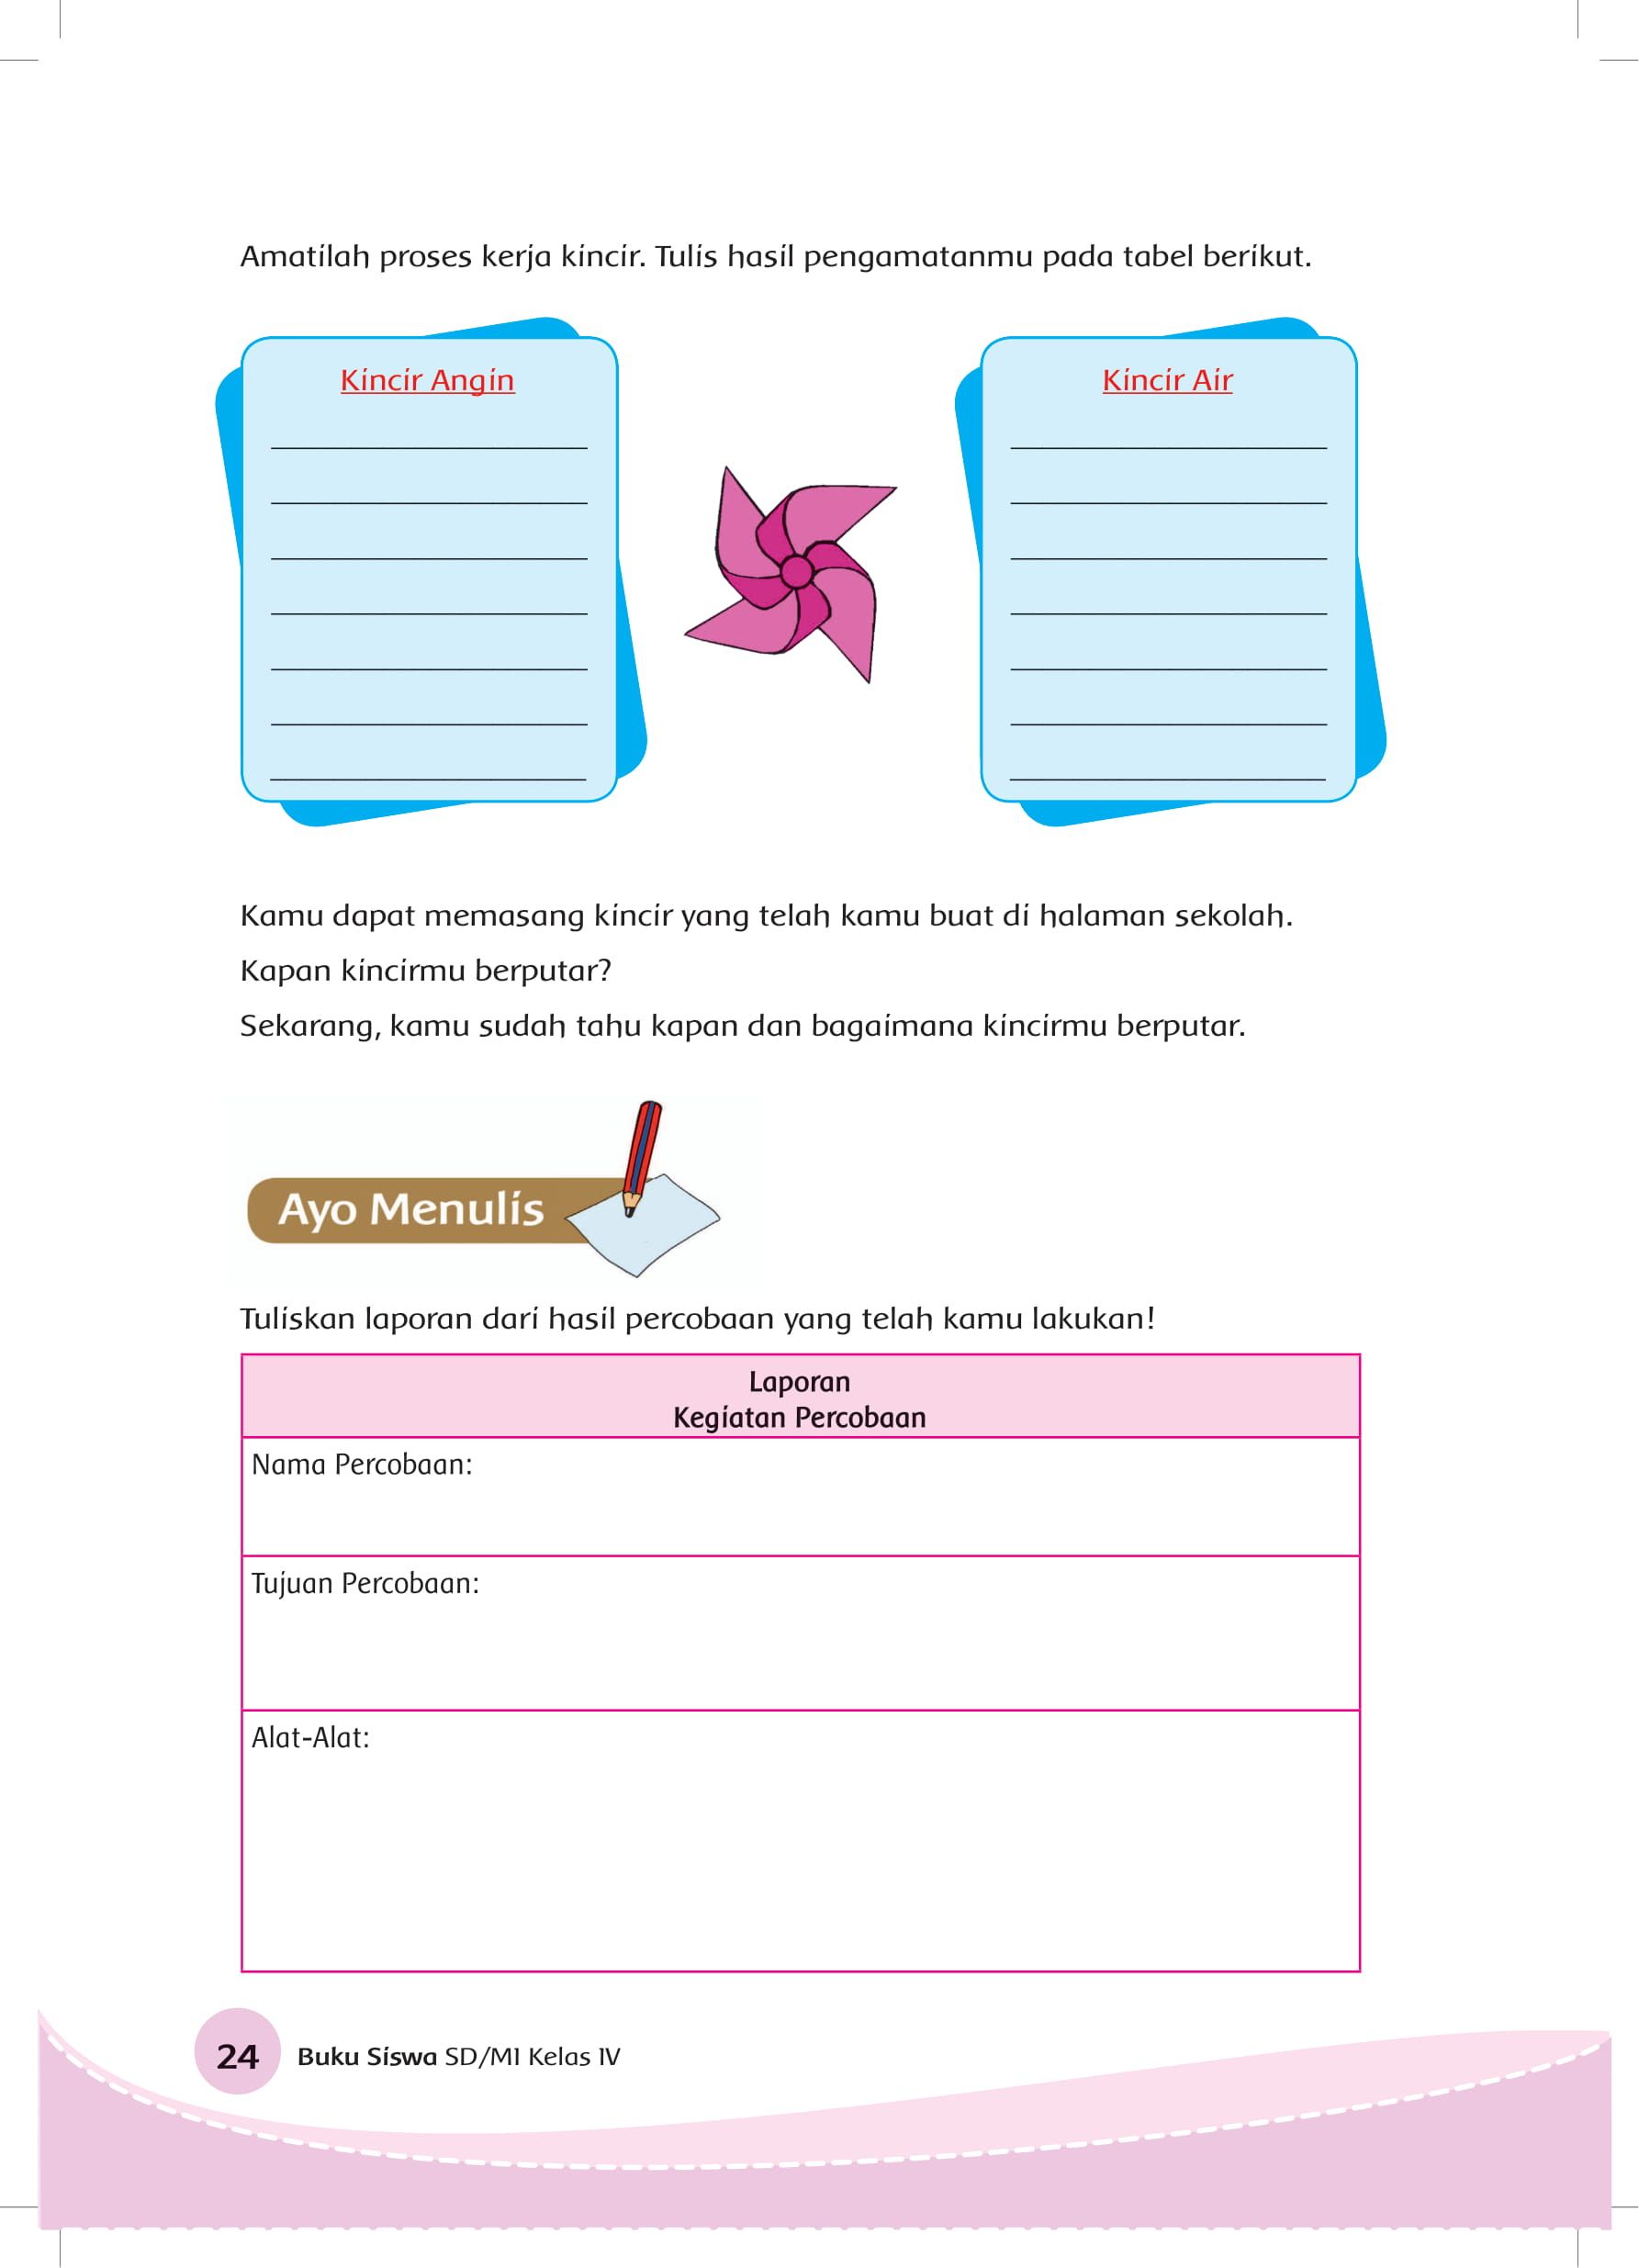 Amatilah proses kerja kincir. Tulis hasil pengamatanmu pada tabel berikut.
Kincir Angin
Kincir Air
Kamu dapat memasang kincir yang telah kamu buat di halaman sekolah.
Kapan kincirmu berputar?
Sekarang, kamu sudah tahu kapan dan bagaimana kincirmu berputar.
Ayo Menulis
Tuliskan laporan dari hasil percobaan yang telah kamu lakukan!
Laporan
Kegiatan Percobaan
Nama Percobaan:
Tujuan Percobaan:
Alat-Alat:
24 Buku Siswa SD/MI Kelas IV